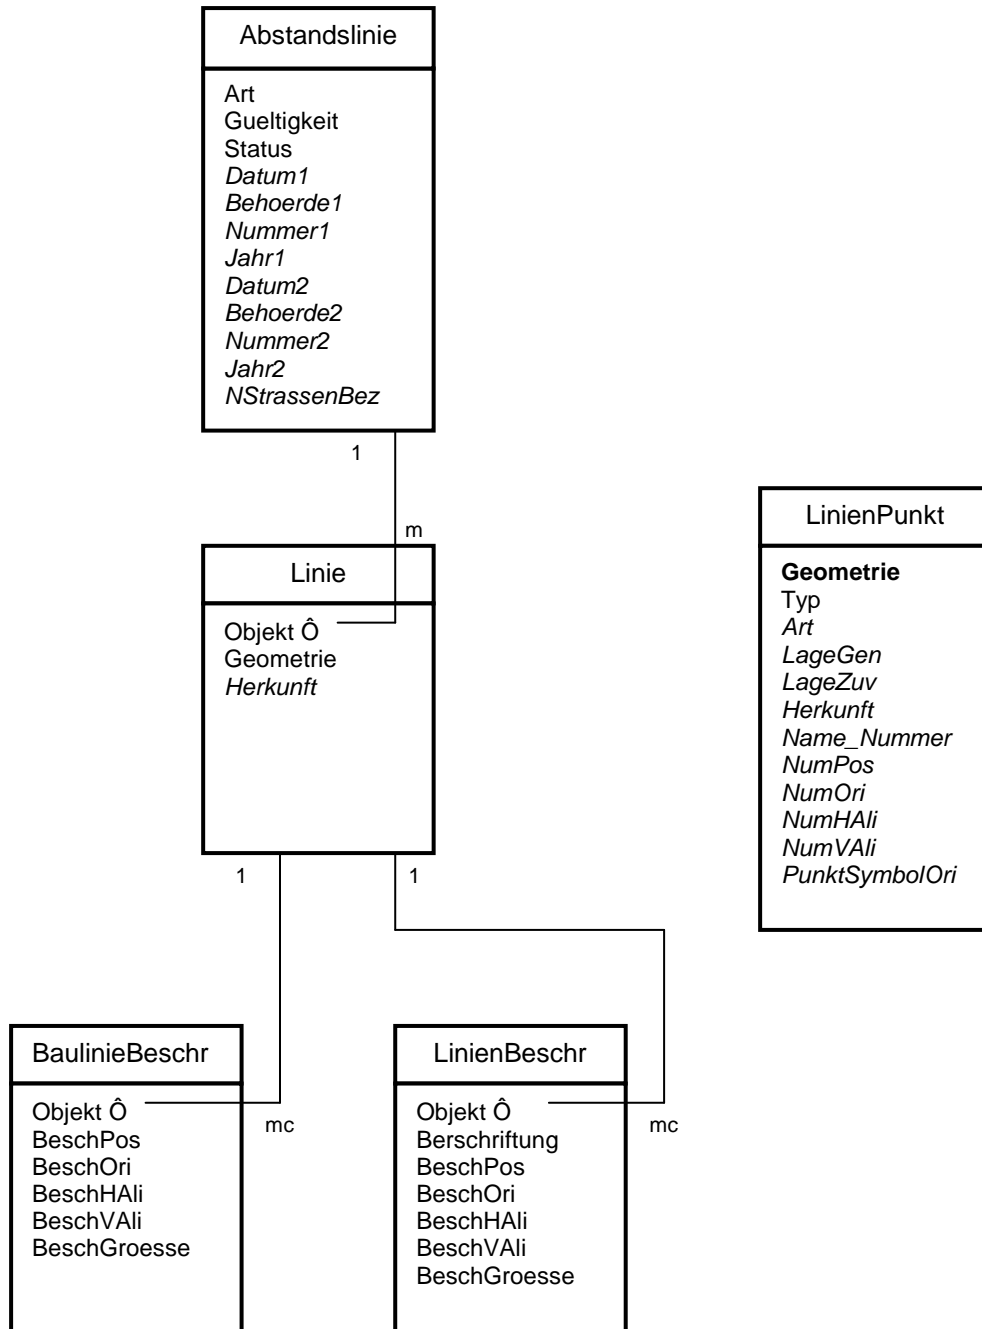 Abstandslinie
Art
Gueltigkeit
Status
Datum1
Behoerde1
Nummer1
Jahr1
Datum2
Behoerde2
Nummer2
Jahr2
NStrassenBez
1
m
Linie
Objekt Ô
Geometrie
Herkunft
1
1
LinienPunkt
Geometrie
Typ
Art
LageGen
LageZuv
Herkunft
Name_Nummer
NumPos
NumOri
NumHAli
NumVAli
PunktSymbolOri
BaulinieBeschr
Objekt Ô
BeschPos
BeschOri
BeschHAli
BeschVAli
BeschGroesse
mc
LinienBeschr
Objekt Ô
Berschriftung
BeschPos
BeschOri
BeschHAli
BeschVAli
BeschGroesse
mc